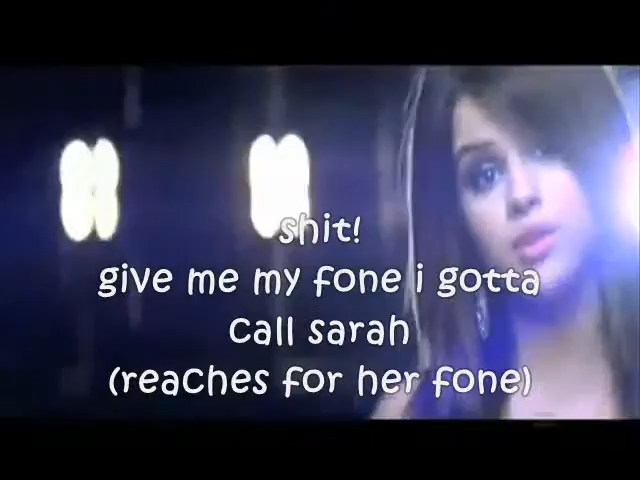 shit!
give me my fone i gotta
call sarah
(reaches for her fone)